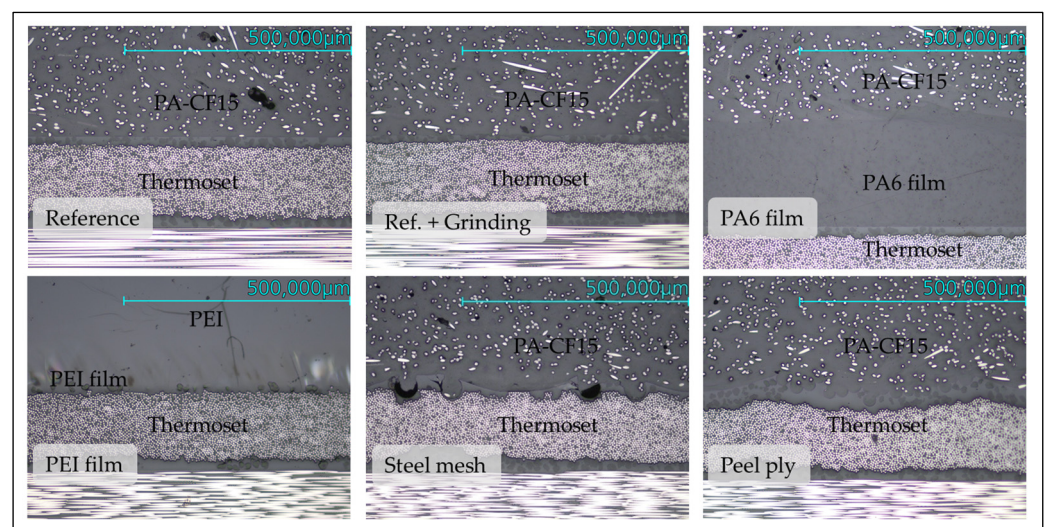 500,000µm
PA-CF15
Thermoset
Reference
500,000µm
PA-CF15
Thermoset
Ref. + Grinding
500,000µm
PA-CF15
PA6 film
PA6 film
Thermoset
500,000µm
PEI
PEI film
Thermoset
PEI film
500,000µm
PA-CF15
Thermoset
Steel mesh
500,000µm
PA-CF15
Thermoset
Peel ply